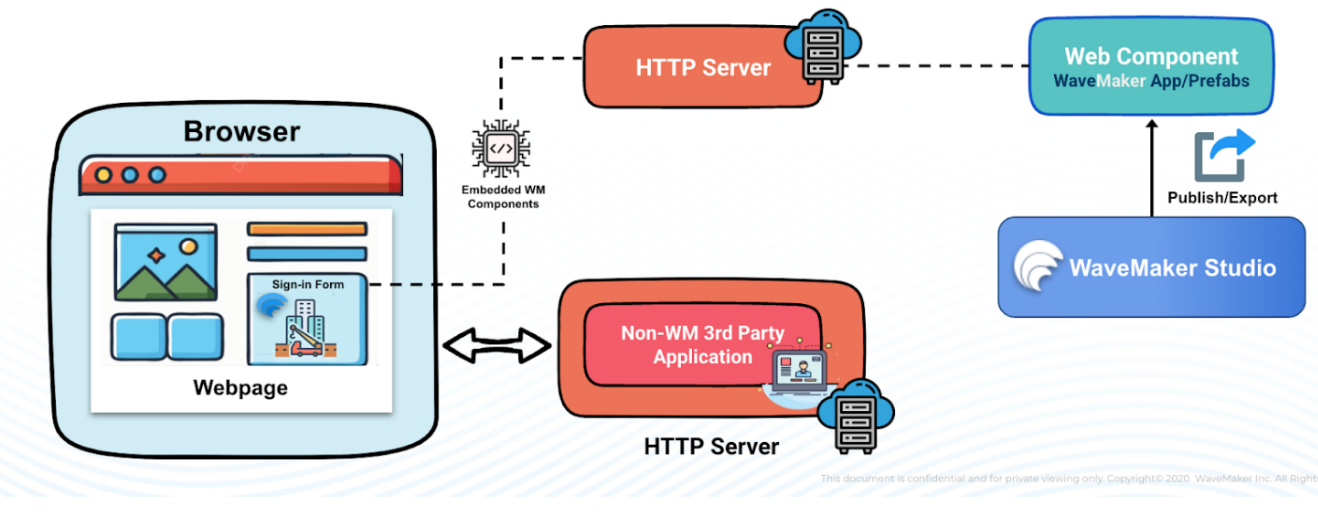 HTTP Server
Web Component
WaveMaker App/Prefabs
Browser
</>
Embedded WM
Components
Publish/Export
WaveMaker Studio
Sign-in Form
Non-WM 3rd Party
Application
Webpage
HTTP Server
This document is confidential and for private viewing only. Copyright© 2020 WaveMaker Inc. All Right